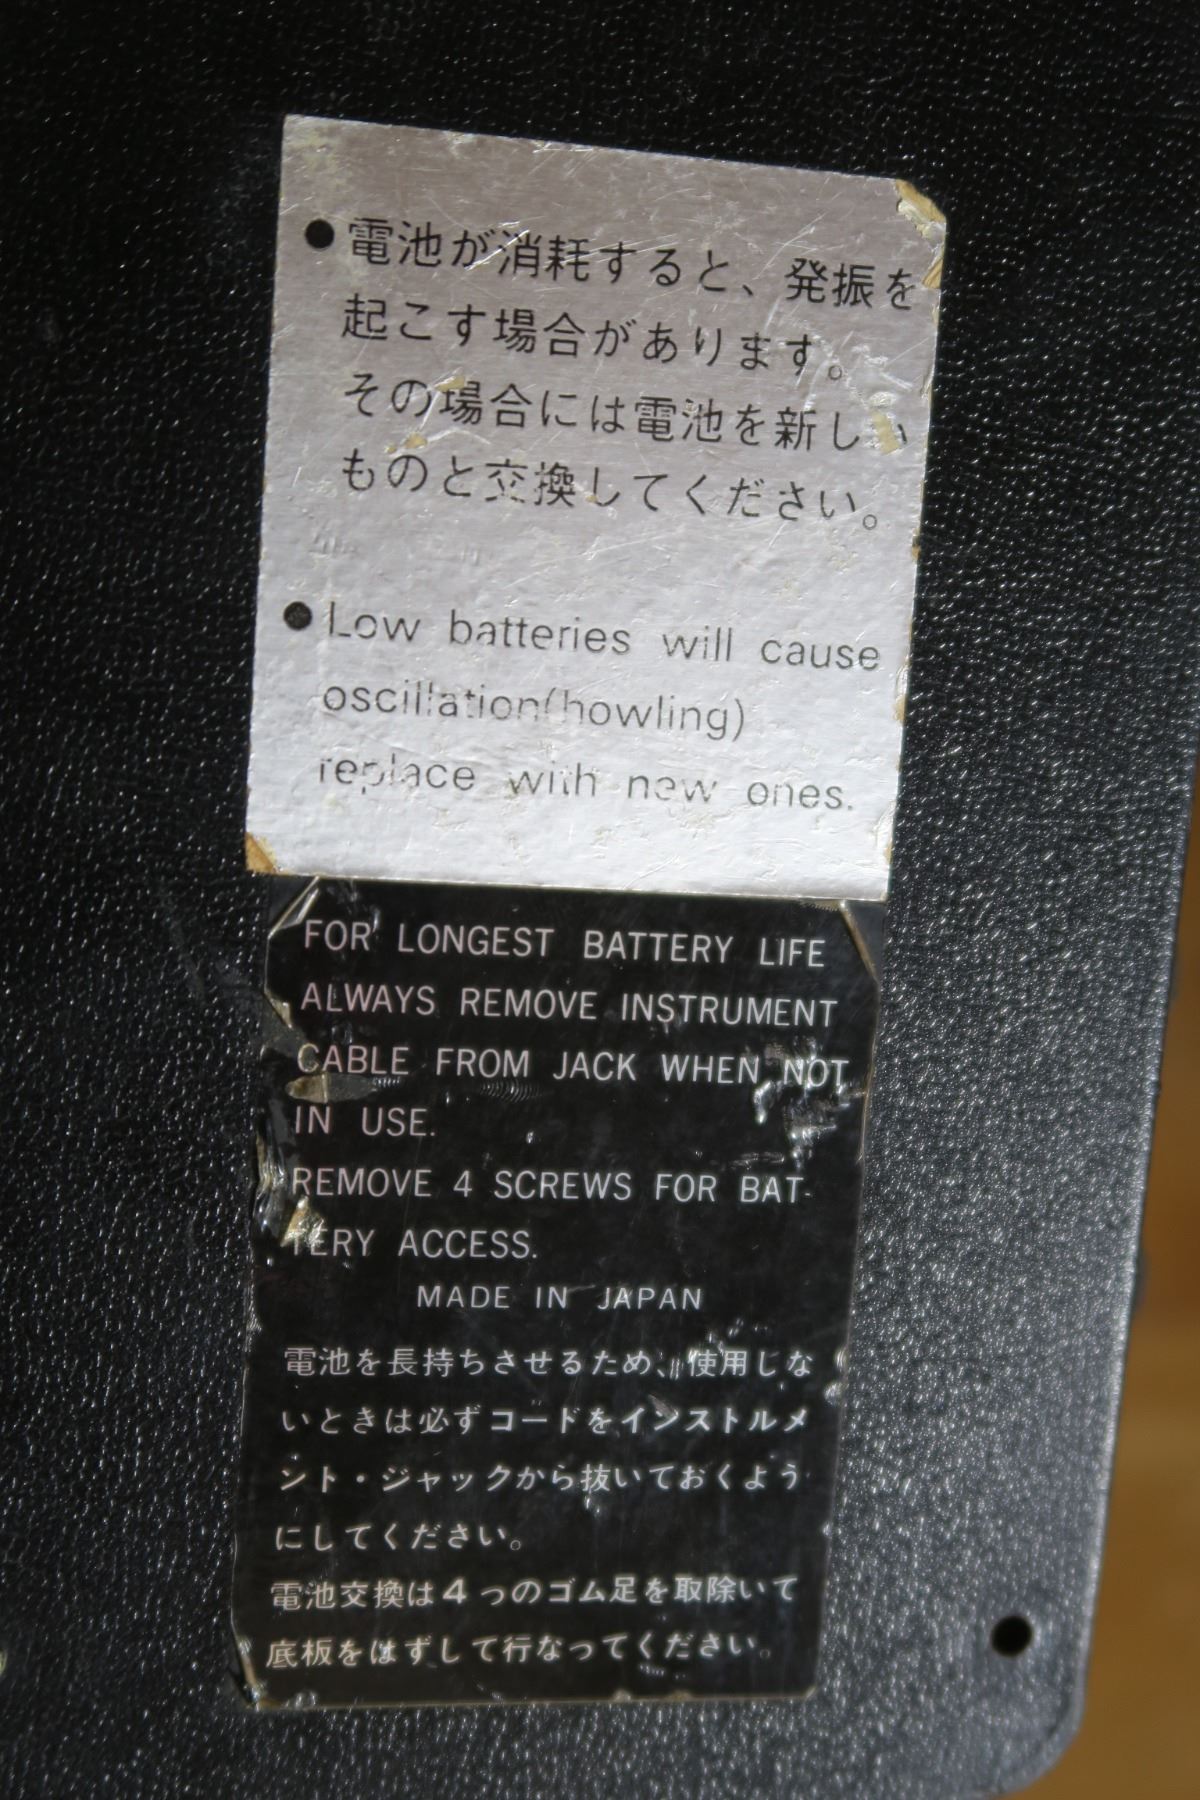 ●電池が消耗すると、発振を
起こす場合があります。
その場合には電池を新しい
ものと交換してください。
●Low batteries will cause
oscillation(howling)
replace with new ones.
FOR LONGEST BATTERY LIFE
ALWAYS REMOVE INSTRUMENT
CABLE FROM JACK WHEN NOT
IN USE.
REMOVE 4 SCREWS FOR BAT-
TERY ACCESS.
MADE IN JAPAN
電池を長持ちさせるため、使用しな
いときは必ずコードをインストルメ
ント・ジャックから抜いておくよう
にしてください。
電池交換は4つのゴム足を取除いて
底板をはずして行なってください。